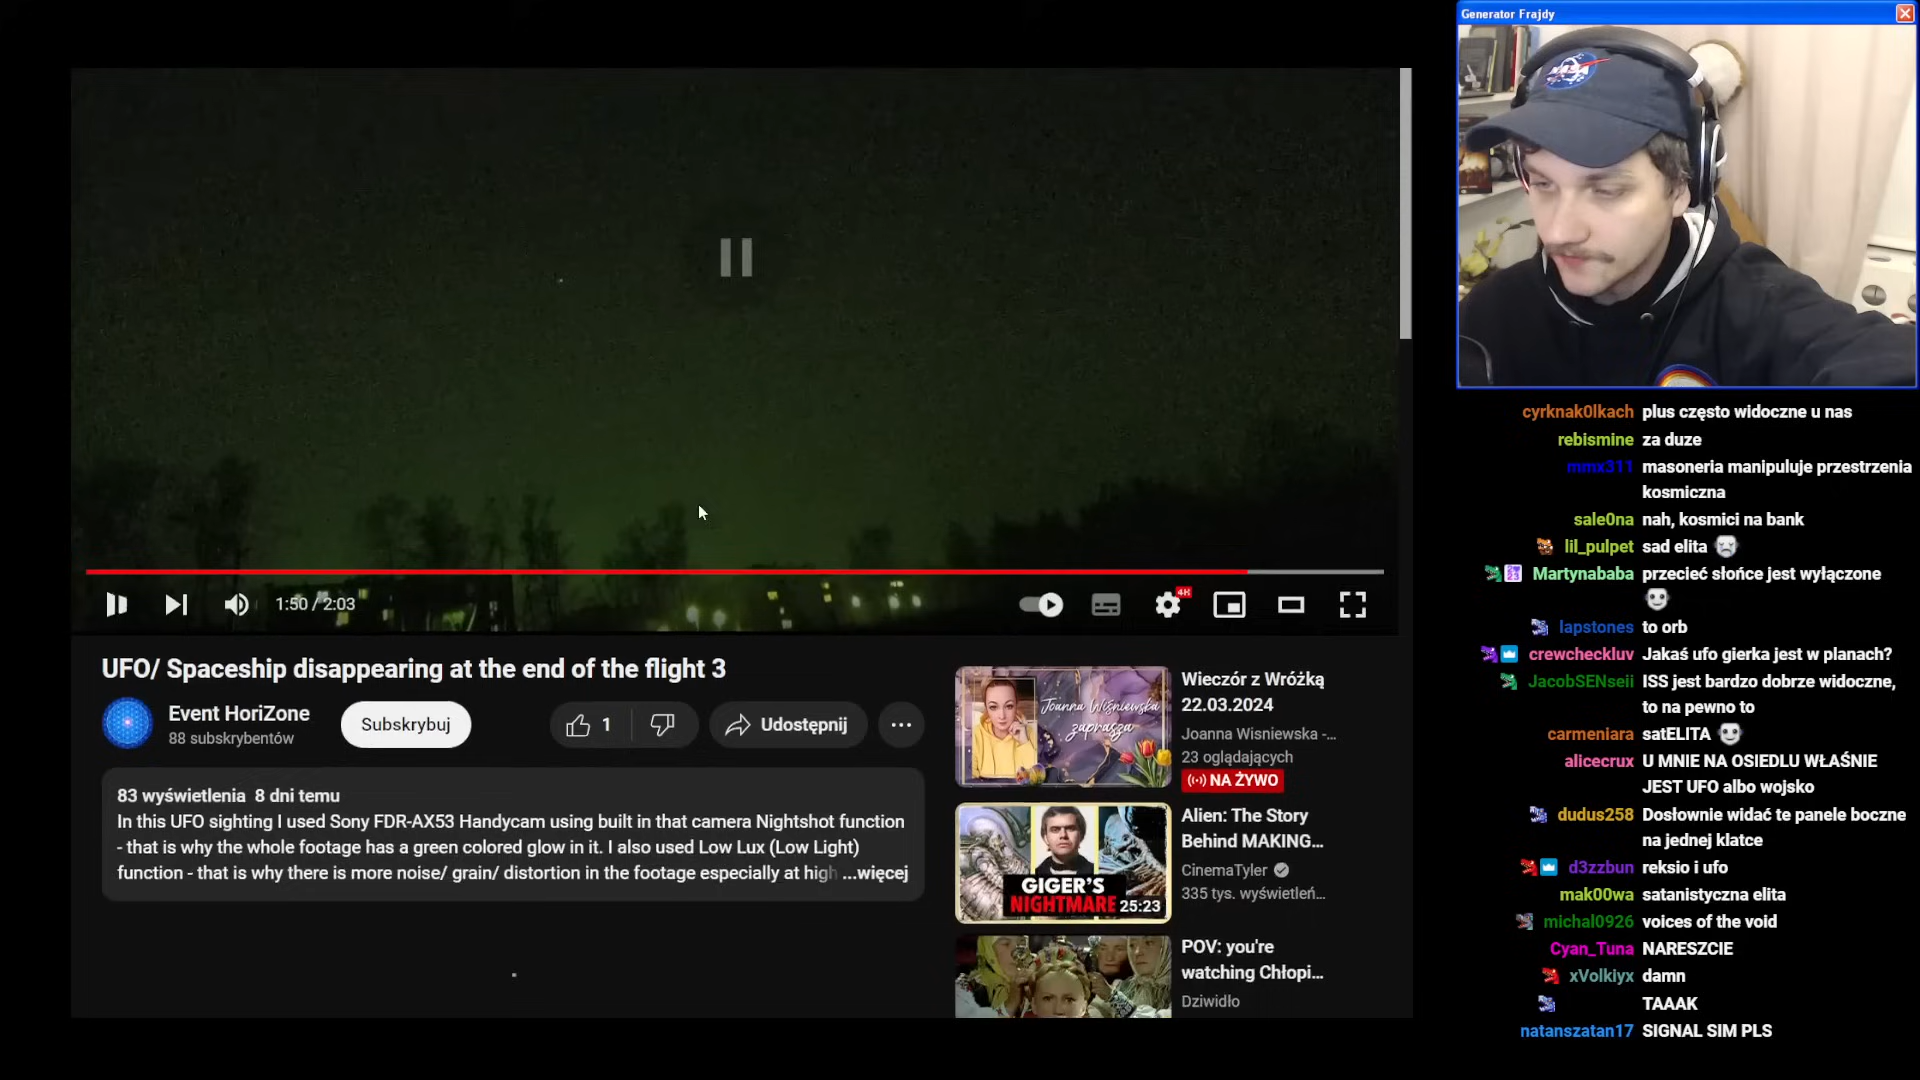 Generator Frajdy
NASA
1:50 / 2:03
4K
UFO/ Spaceship disappearing at the end of the flight 3
Event HoriZone
88 subskrybentów
Subskrybuj
1
Udostępnij
83 wyświetlenia 8 dni temu
In this UFO sighting I used Sony FDR-AX53 Handycam using built in that camera Nightshot function
- that is why the whole footage has a green colored glow in it. I also used Low Lux (Low Light)
function - that is why there is more noise/ grain/ distortion in the footage especially at high ...więcej
Joanna Wiśniewska
zaprasza
Wieczór z Wróżką
22.03.2024
Joanna Wisniewska -...
23 oglądających
NA ŻYWO
GIGER'S
NIGHTMARE
25:23
Alien: The Story
Behind MAKING...
CinemaTyler
335 tys. wyświetleń...
POV: you're
watching Chłopi...
Dziwidło
cyrknak0lkach plus często widoczne u nas
rebismine za duze
mmx311 masoneria manipuluje przestrzenia
kosmiczna
sale0na nah, kosmici na bank
lil_pulpet sad elita
Martynababa przecieć słońce jest wyłączone
lapstones to orb
crewcheckluv Jakaś ufo gierka jest w planach?
JacobSENseii ISS jest bardzo dobrze widoczne,
to na pewno to
carmeniara satELITA
alicecrux U MNIE NA OSIEDLU WŁAŚNIE
JEST UFO albo wojsko
dudus258 Dosłownie widać te panele boczne
na jednej klatce
d3zzbun reksio i ufo
mak00wa satanistyczna elita
michal0926 voices of the void
Cyan_Tuna NARESZCIE
xVolkiyx damn
TAAAK
natanszatan17 SIGNAL SIM PLS